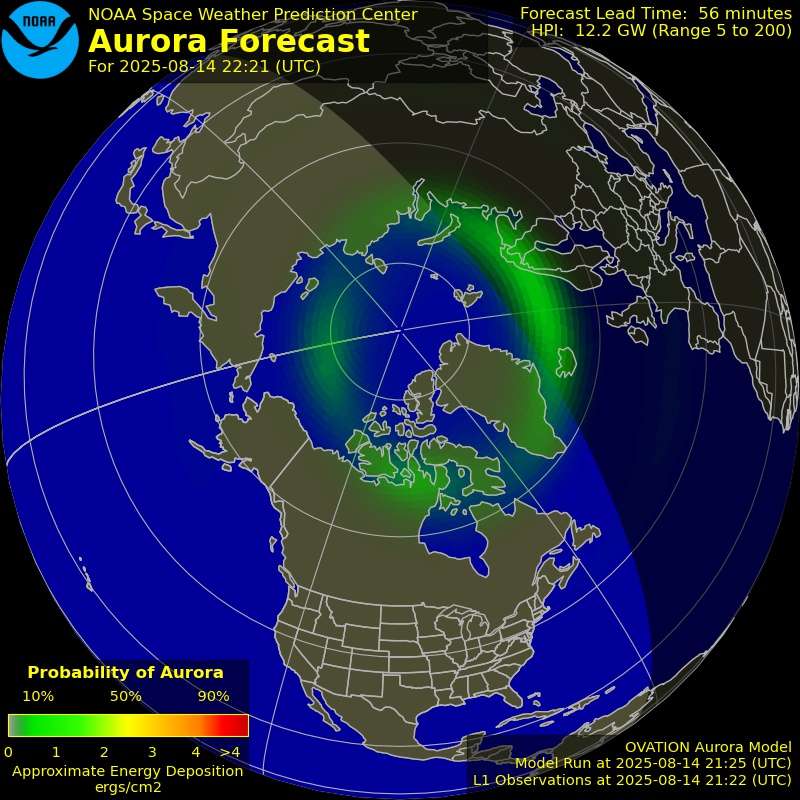 NOAA
NOAA Space Weather Prediction Center
Aurora Forecast
For 2025-08-14 22:21 (UTC)
Forecast Lead Time: 56 minutes
HPI: 12.2 GW (Range 5 to 200)
Probability of Aurora
10% 50% 90%
0 1 2 3 4 >4
Approximate Energy Deposition
ergs/cm2
OVATION Aurora Model
Model Run at 2025-08-14 21:25 (UTC)
L1 Observations at 2025-08-14 21:22 (UTC)